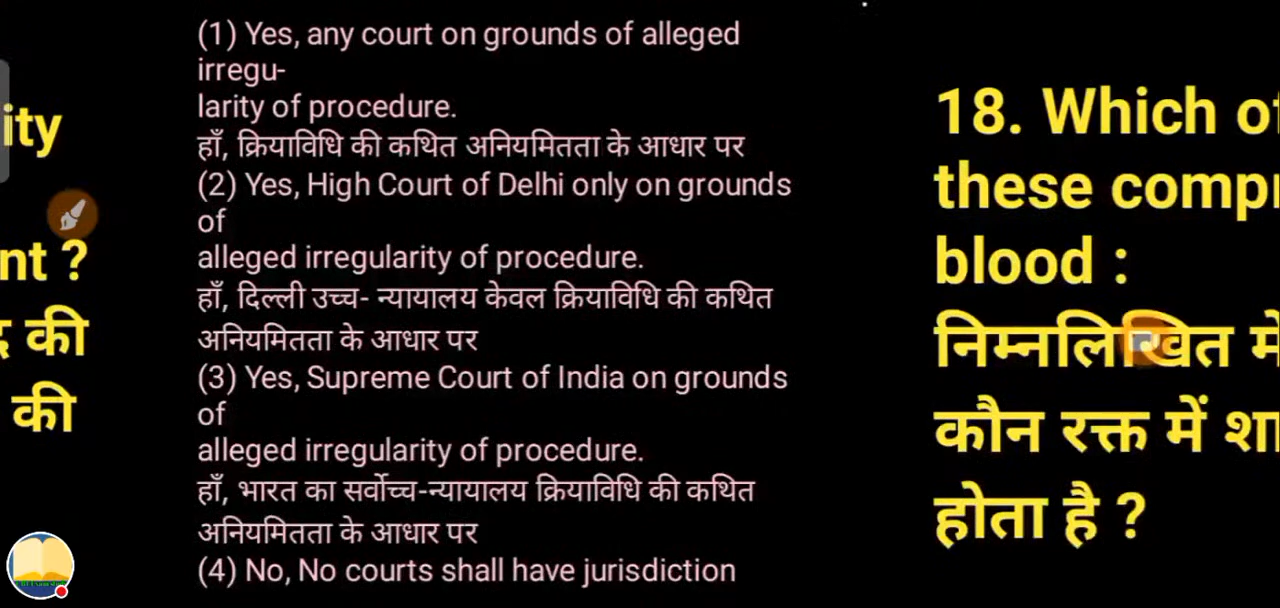 ity
nt ?
की
की
(1) Yes, any court on grounds of alleged
irregu-
larity of procedure.
हाँ, क्रियाविधि की कथित अनियमितता के आधार पर
(2) Yes, High Court of Delhi only on grounds
of
alleged irregularity of procedure.
हाँ, दिल्ली उच्च- न्यायालय केवल क्रियाविधि की कथित
अनियमितता के आधार पर
(3) Yes, Supreme Court of India on grounds
of
alleged irregularity of procedure.
हाँ, भारत का सर्वोच्च-न्यायालय क्रियाविधि की कथित
अनियमितता के आधार पर
(4) No, No courts shall have jurisdiction
18. Which of
these compr
blood :
निम्नलिखित में
कौन रक्त में शा
होता है ?